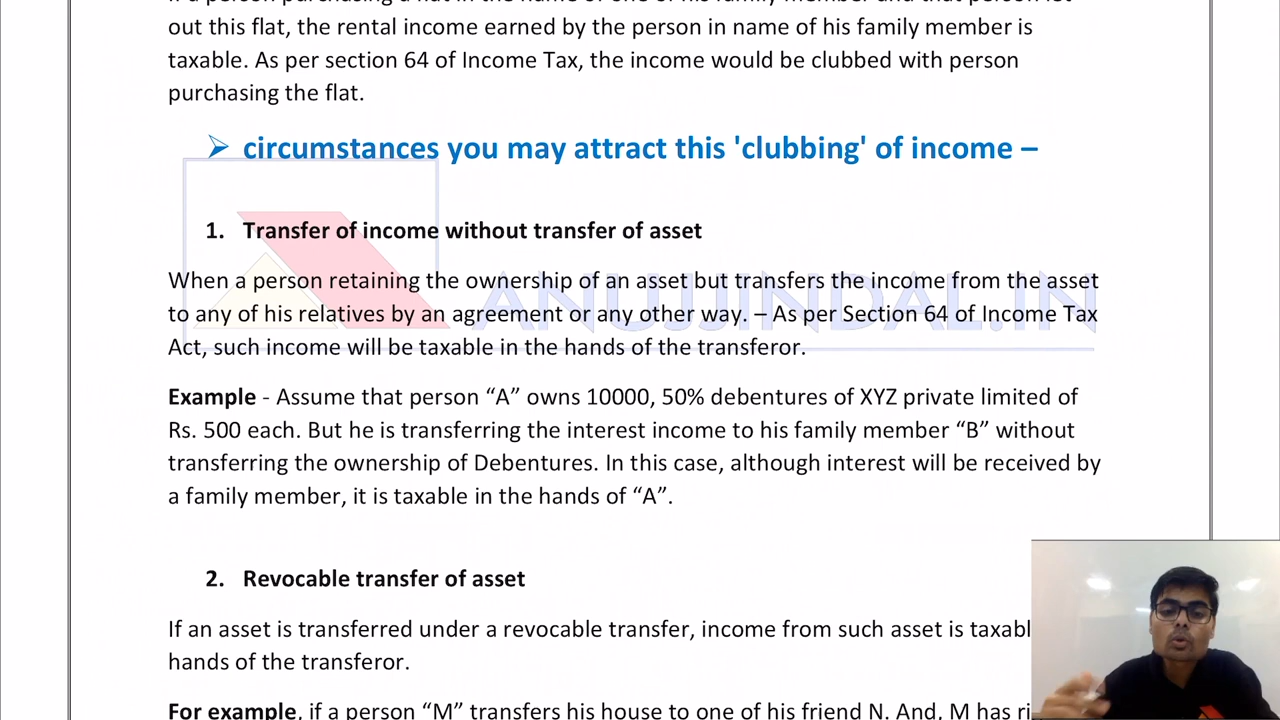 out this flat, the rental income earned by the person in name of his family member is
taxable. As per section 64 of Income Tax, the income would be clubbed with person
purchasing the flat.
➢ circumstances you may attract this 'clubbing' of income –
1. Transfer of income without transfer of asset
When a person retaining the ownership of an asset but transfers the income from the asset
to any of his relatives by an agreement or any other way. – As per Section 64 of Income Tax
Act, such income will be taxable in the hands of the transferor.
ANUJJINDAL.IN
Example - Assume that person “A” owns 10000, 50% debentures of XYZ private limited of
Rs. 500 each. But he is transferring the interest income to his family member “B” without
transferring the ownership of Debentures. In this case, although interest will be received by
a family member, it is taxable in the hands of “A”.
2. Revocable transfer of asset
If an asset is transferred under a revocable transfer, income from such asset is taxabl
hands of the transferor.
For example, if a person “M” transfers his house to one of his friend N. And, M has ri